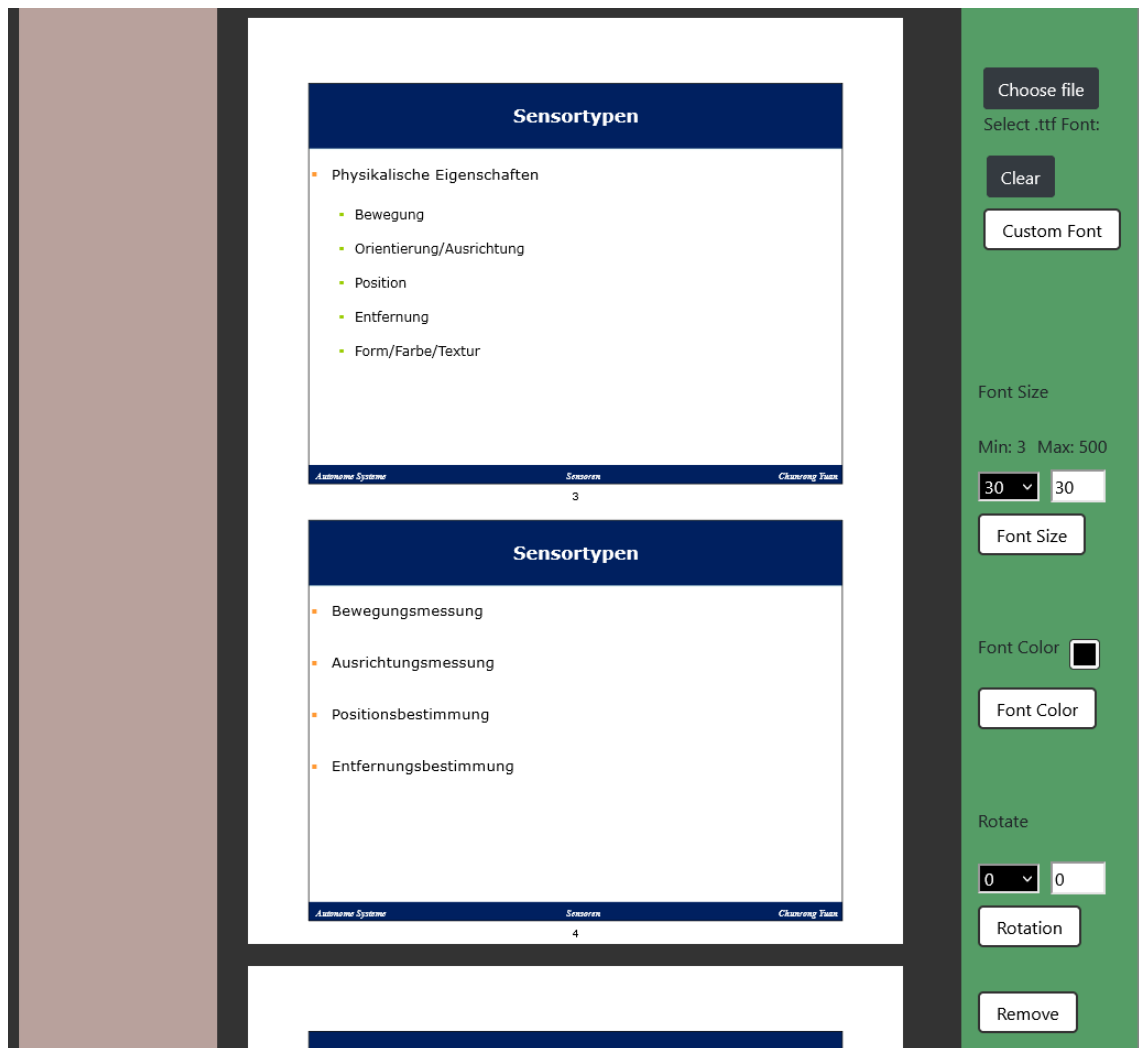 Sensortypen
Physikalische Eigenschaften
Bewegung
Orientierung/Ausrichtung
Position
Entfernung
Form/Farbe/Textur
Autonome Systeme Sensoren Chunrong Yuan
3
Sensortypen
Bewegungsmessung
Ausrichtungsmessung
Positionsbestimmung
Entfernungsbestimmung
Autonome Systeme Sensoren Chunrong Yuan
4
Choose file
Select .ttf Font:
Clear
Custom Font
Font Size
Min: 3 Max: 500
30 30
Font Size
Font Color
Font Color
Rotate
0 0
Rotation
Remove